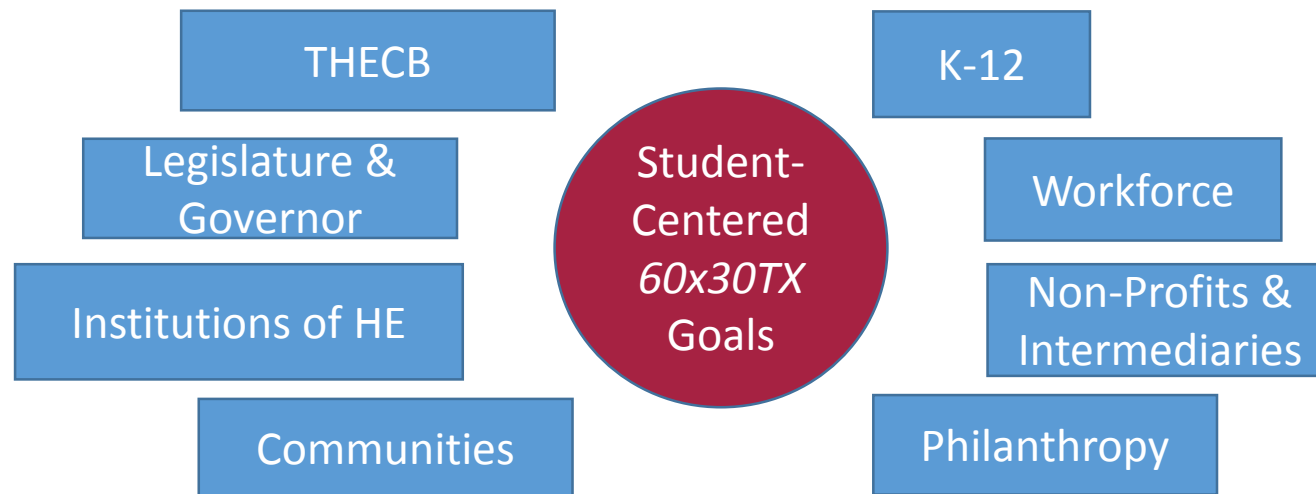 THECB
Legislature &
Governor
Institutions of HE
Communities
Student-
Centered
60x30TX
Goals
K-12
Workforce
Non-Profits &
Intermediaries
Philanthropy